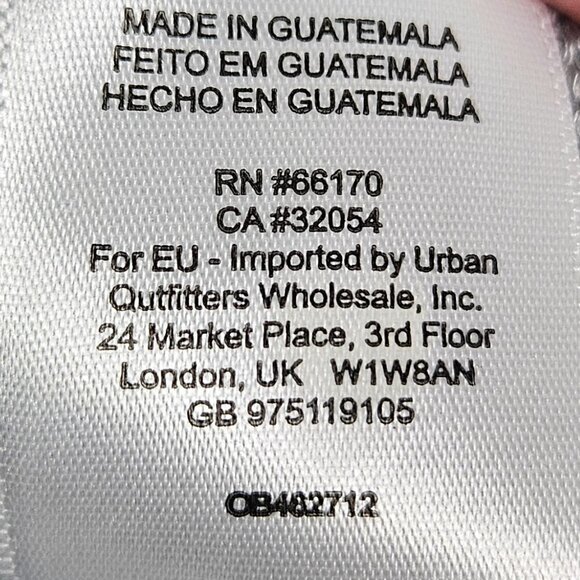 MADE IN GUATEMALA
FEITO EM GUATEMALA
HECHO EN GUATEMALA
RN #66170
CA#32054
For EU - Imported by Urban
Outfitters Wholesale, Inc.
24 Market Place, 3rd Floor
London, UK W1W8AN
GB 975119105
OB462712